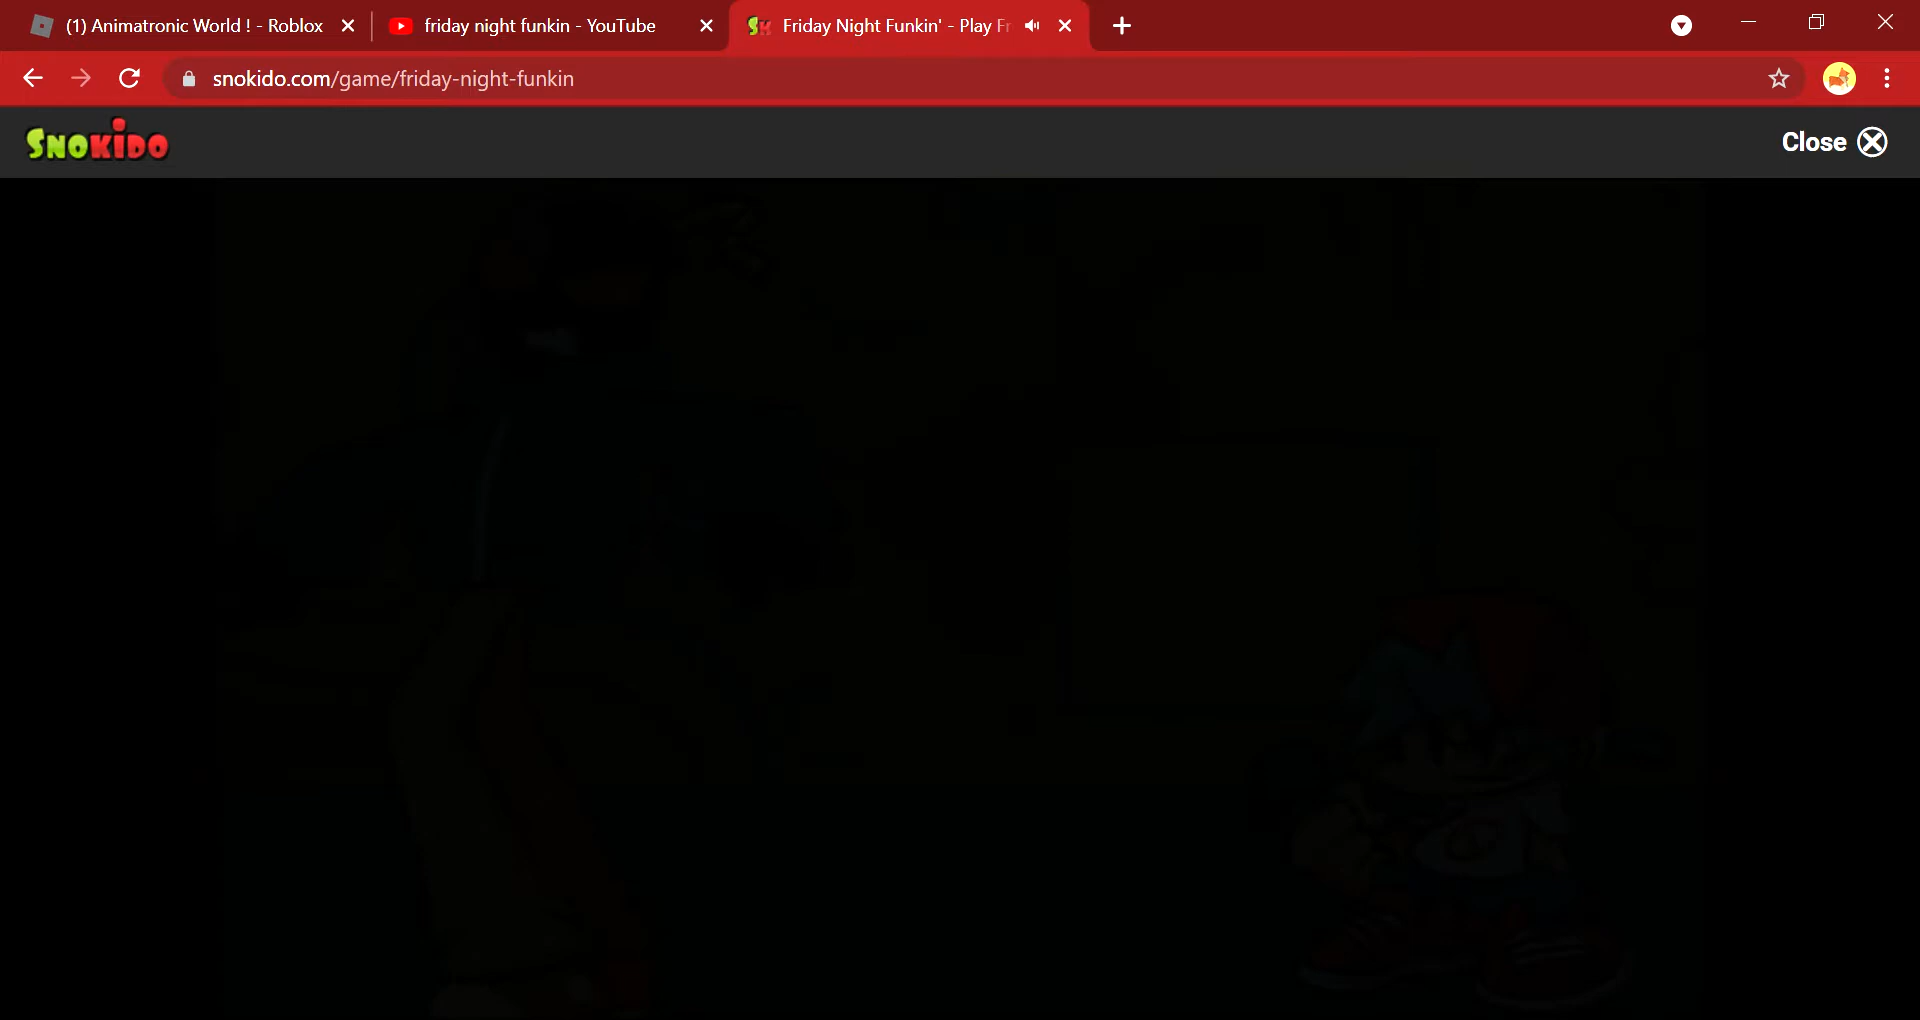 (1) Animatronic World ! - Roblox
friday night funkin - YouTube
Friday Night Funkin' - Play Fr
snokido.com/game/friday-night-funkin
SNOKIDO
Close